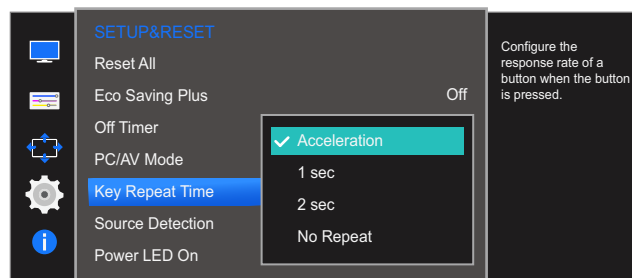 SETUP&RESET
Reset All
Eco Saving Plus Off
Off Timer
PC/AV Mode
Key Repeat Time
Source Detection
Power LED On
Acceleration
1 sec
2 sec
No Repeat
Configure the
response rate of a
button when the button
is pressed.